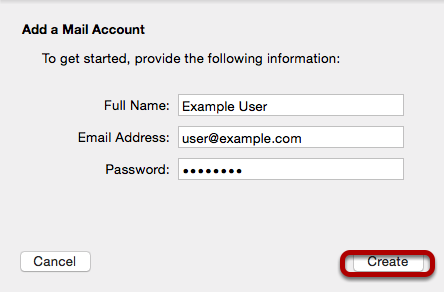 Add a Mail Account
To get started, provide the following information:
Full Name: Example User
Email Address: user@example.com
Password: ••••••••
Cancel Create